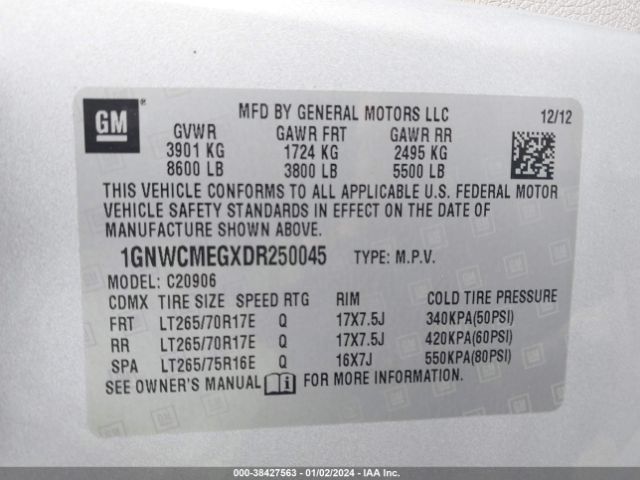 GM
MFD BY GENERAL MOTORS LLC 12/12
GVWR GAWR FRT GAWR RR
3901 KG 1724 KG 2495 KG
8600 LB 3800 LB 5500 LB
THIS VEHICLE CONFORMS TO ALL APPLICABLE U.S. FEDERAL MOTOR
VEHICLE SAFETY STANDARDS IN EFFECT ON THE DATE OF
MANUFACTURE SHOWN ABOVE.
1GNWCMEGXDR250045 TYPE: M.P.V.
MODEL: C20906
CDMX TIRE SIZE SPEED RTG RIM COLD TIRE PRESSURE
FRT LT265/70R17E Q 17X7.5J 340KPA(50PSI)
RR LT265/70R17E Q 17X7.5J 420KPA(60PSI)
SPA LT265/75R16E Q 16X7J 550KPA(80PSI)
SEE OWNER'S MANUAL FOR MORE INFORMATION.
000-38427563 - 01/02/2024 - IAA Inc.